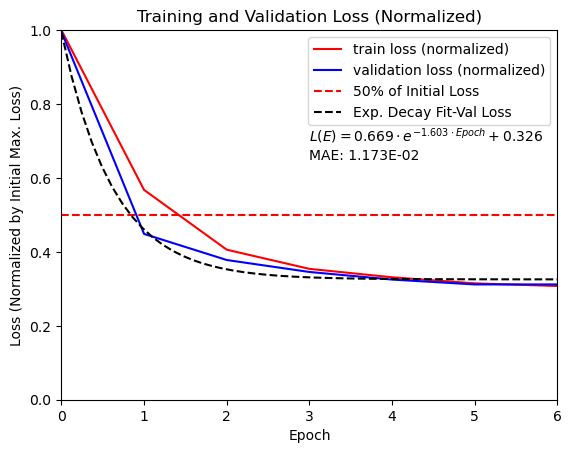 Training and Validation Loss (Normalized)
Loss (Normalized by Initial Max. Loss)
1.0
0.8
0.6
0.4
0.2
0.0
train loss (normalized)
validation loss (normalized)
50% of Initial Loss
Exp. Decay Fit-Val Loss
L(E) = 0.669 · e^{−1.603 · Epoch} + 0.326
MAE: 1.173E-02
0 1 2 3 4 5 6
Epoch